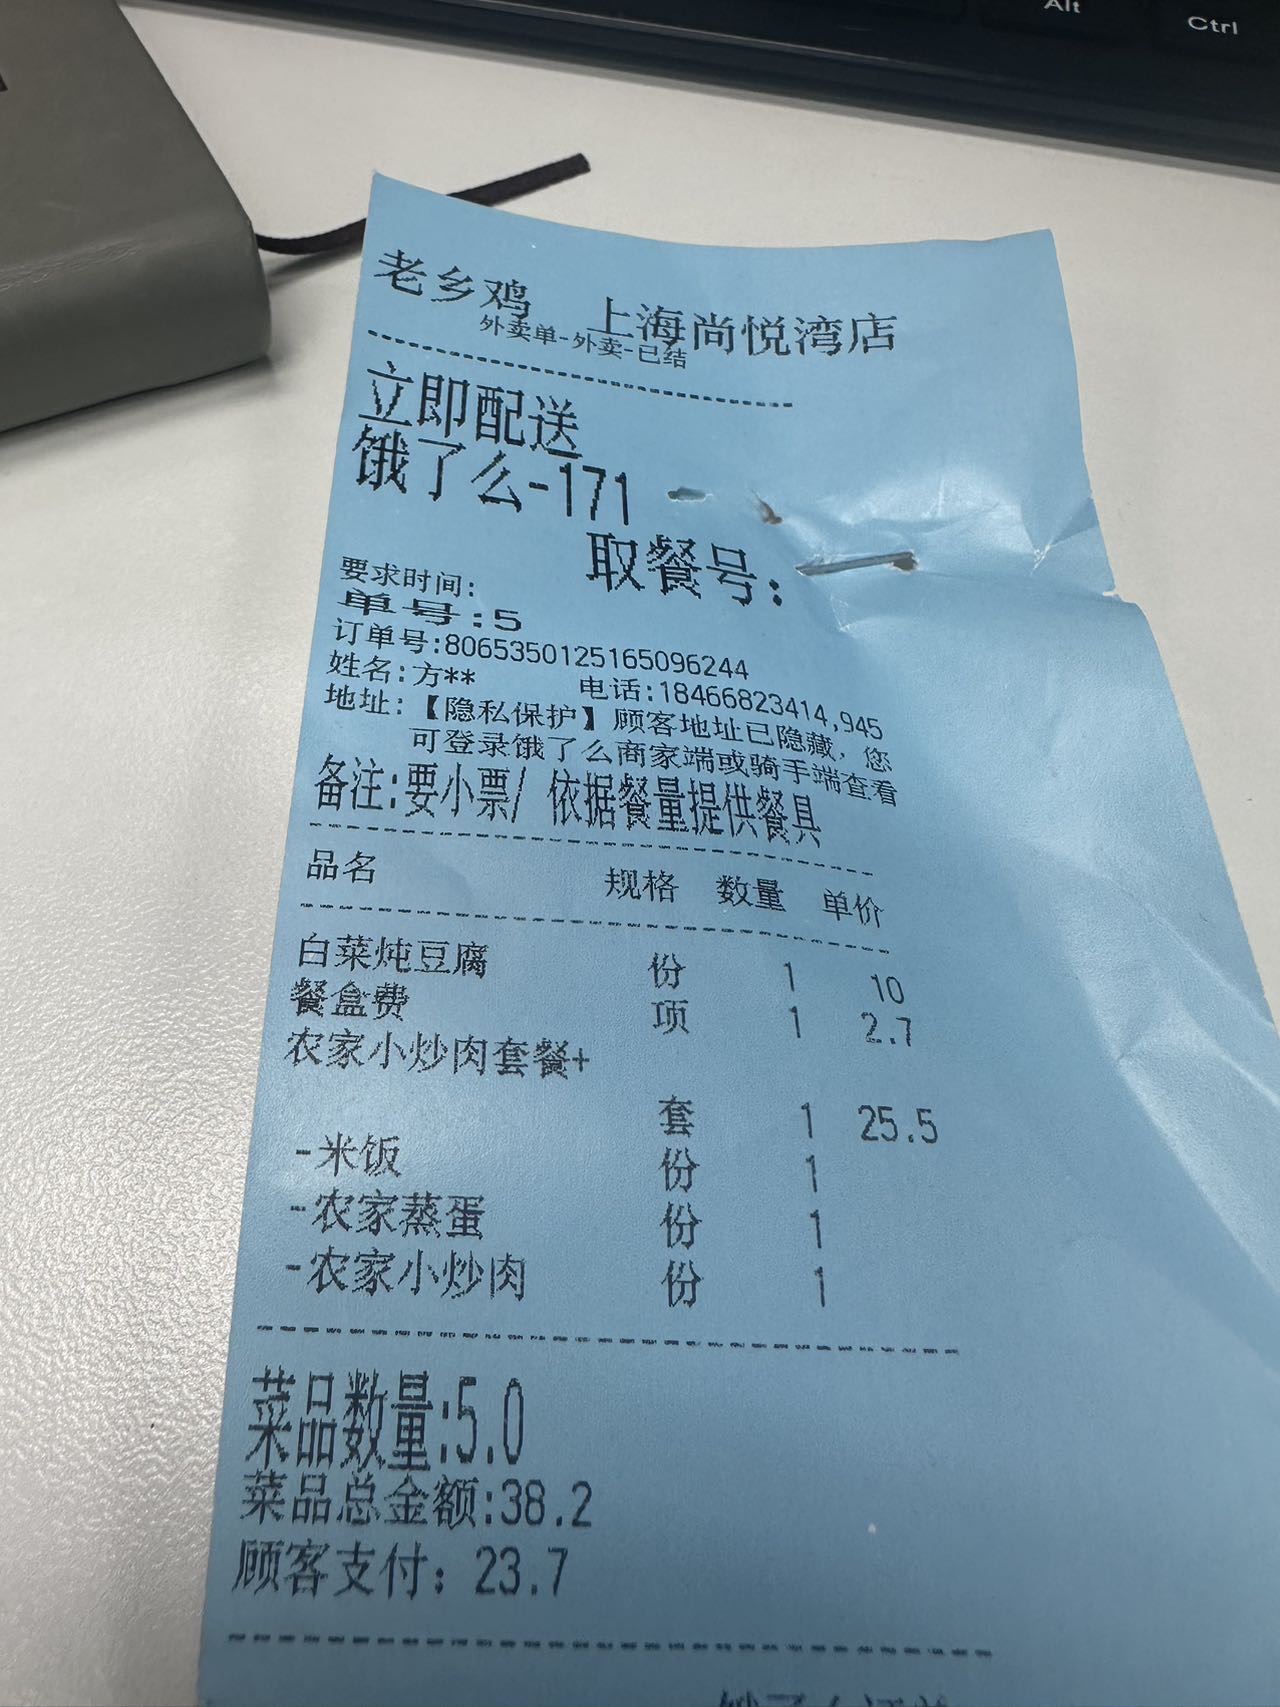 Alt
Ctrl
老乡鸡 上海尚悦湾店
外卖单-外卖-已结
立即配送
饿了么-171
取餐号:
要求时间:
单号:5
订单号:8065350125165096244
姓名:方** 电话:18466823414,945
地址:【隐私保护】顾客地址已隐藏,您
可登录饿了么商家端或骑手端查看
备注:要小票/ 依据餐量提供餐具
品名 规格 数量 单价
白菜炖豆腐 份 1 10
餐盒费 项 1 2.7
农家小炒肉套餐+
套 1 25.5
-米饭 份 1
-农家蒸蛋 份 1
-农家小炒肉 份 1
菜品数量:5.0
菜品总金额:38.2
顾客支付: 23.7